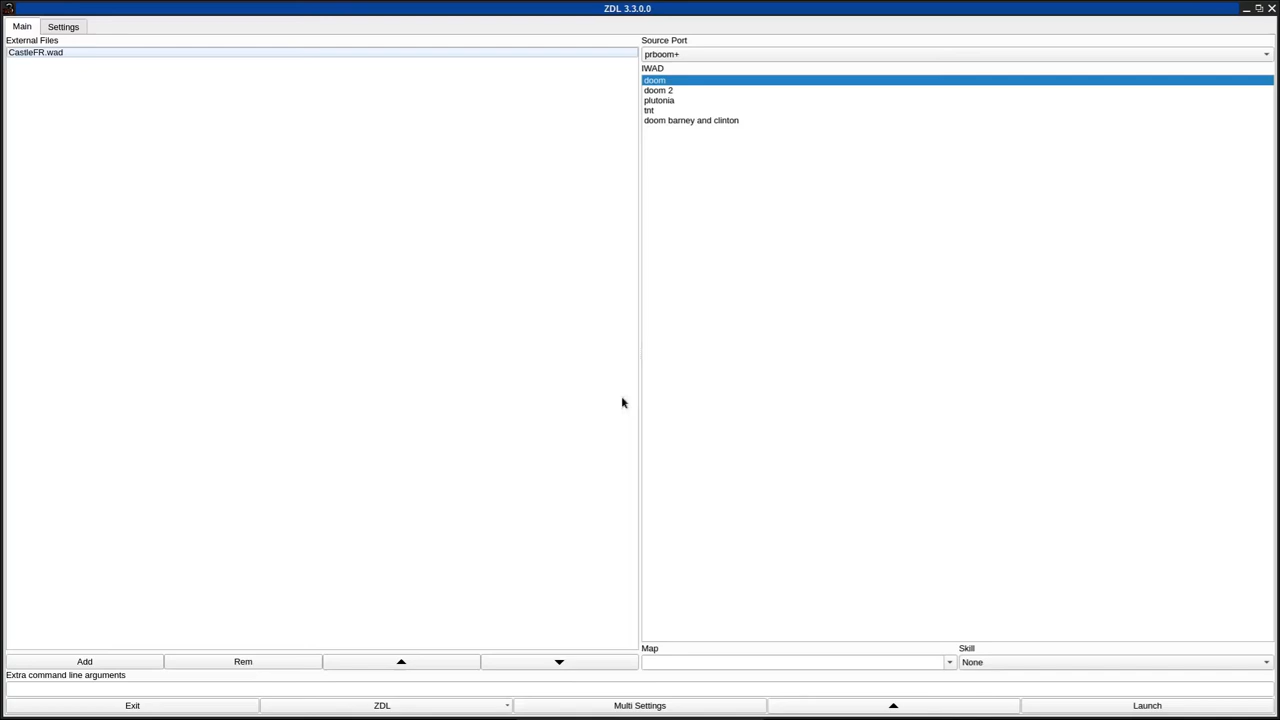 ZDL 3.3.0.0
Main
Settings
External Files
CastleFR.wad
Source Port
prboom+
IWAD
doom
doom 2
plutonia
tnt
doom barney and clinton
Add
Rem
Map
Skill
None
Extra command line arguments
Exit
ZDL
Multi Settings
Launch